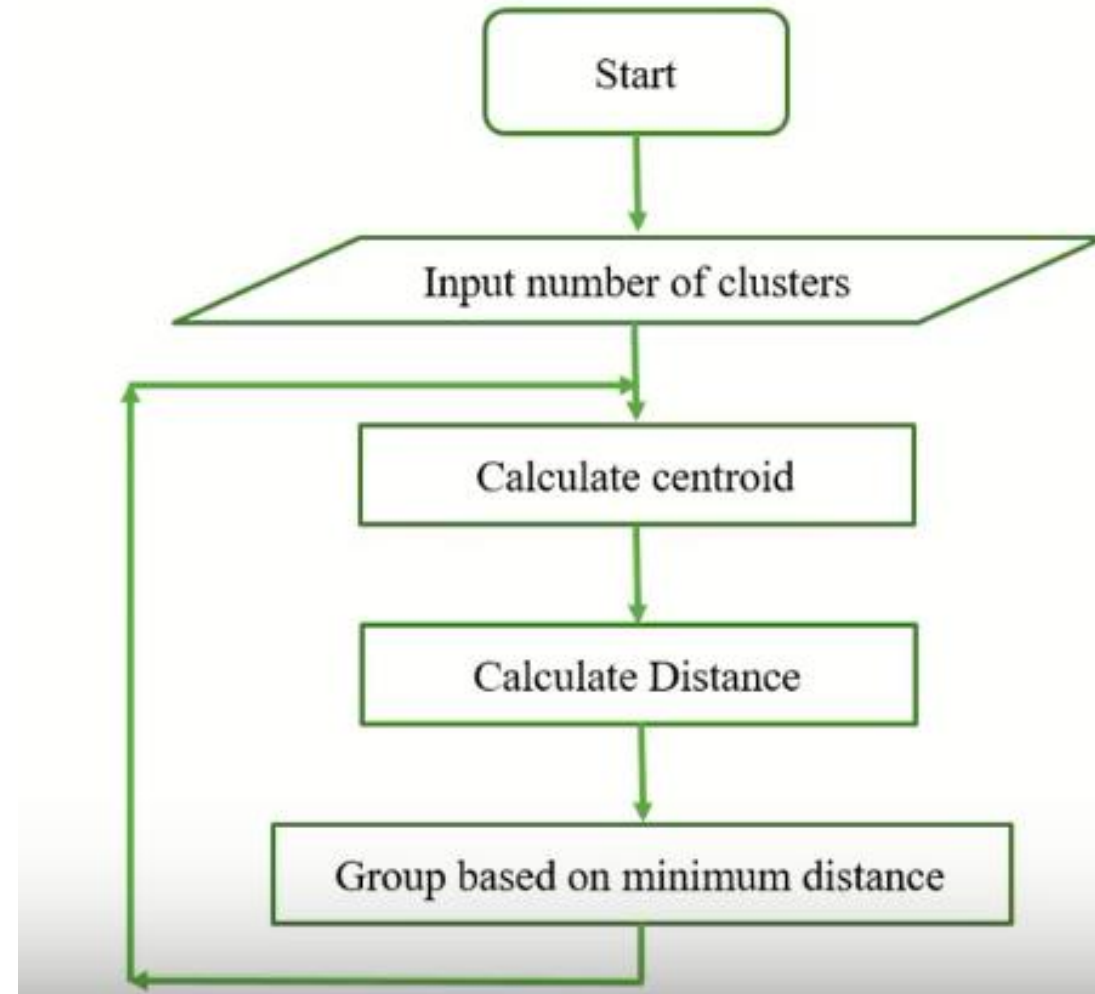 Start
Input number of clusters
Calculate centroid
Calculate Distance
Group based on minimum distance